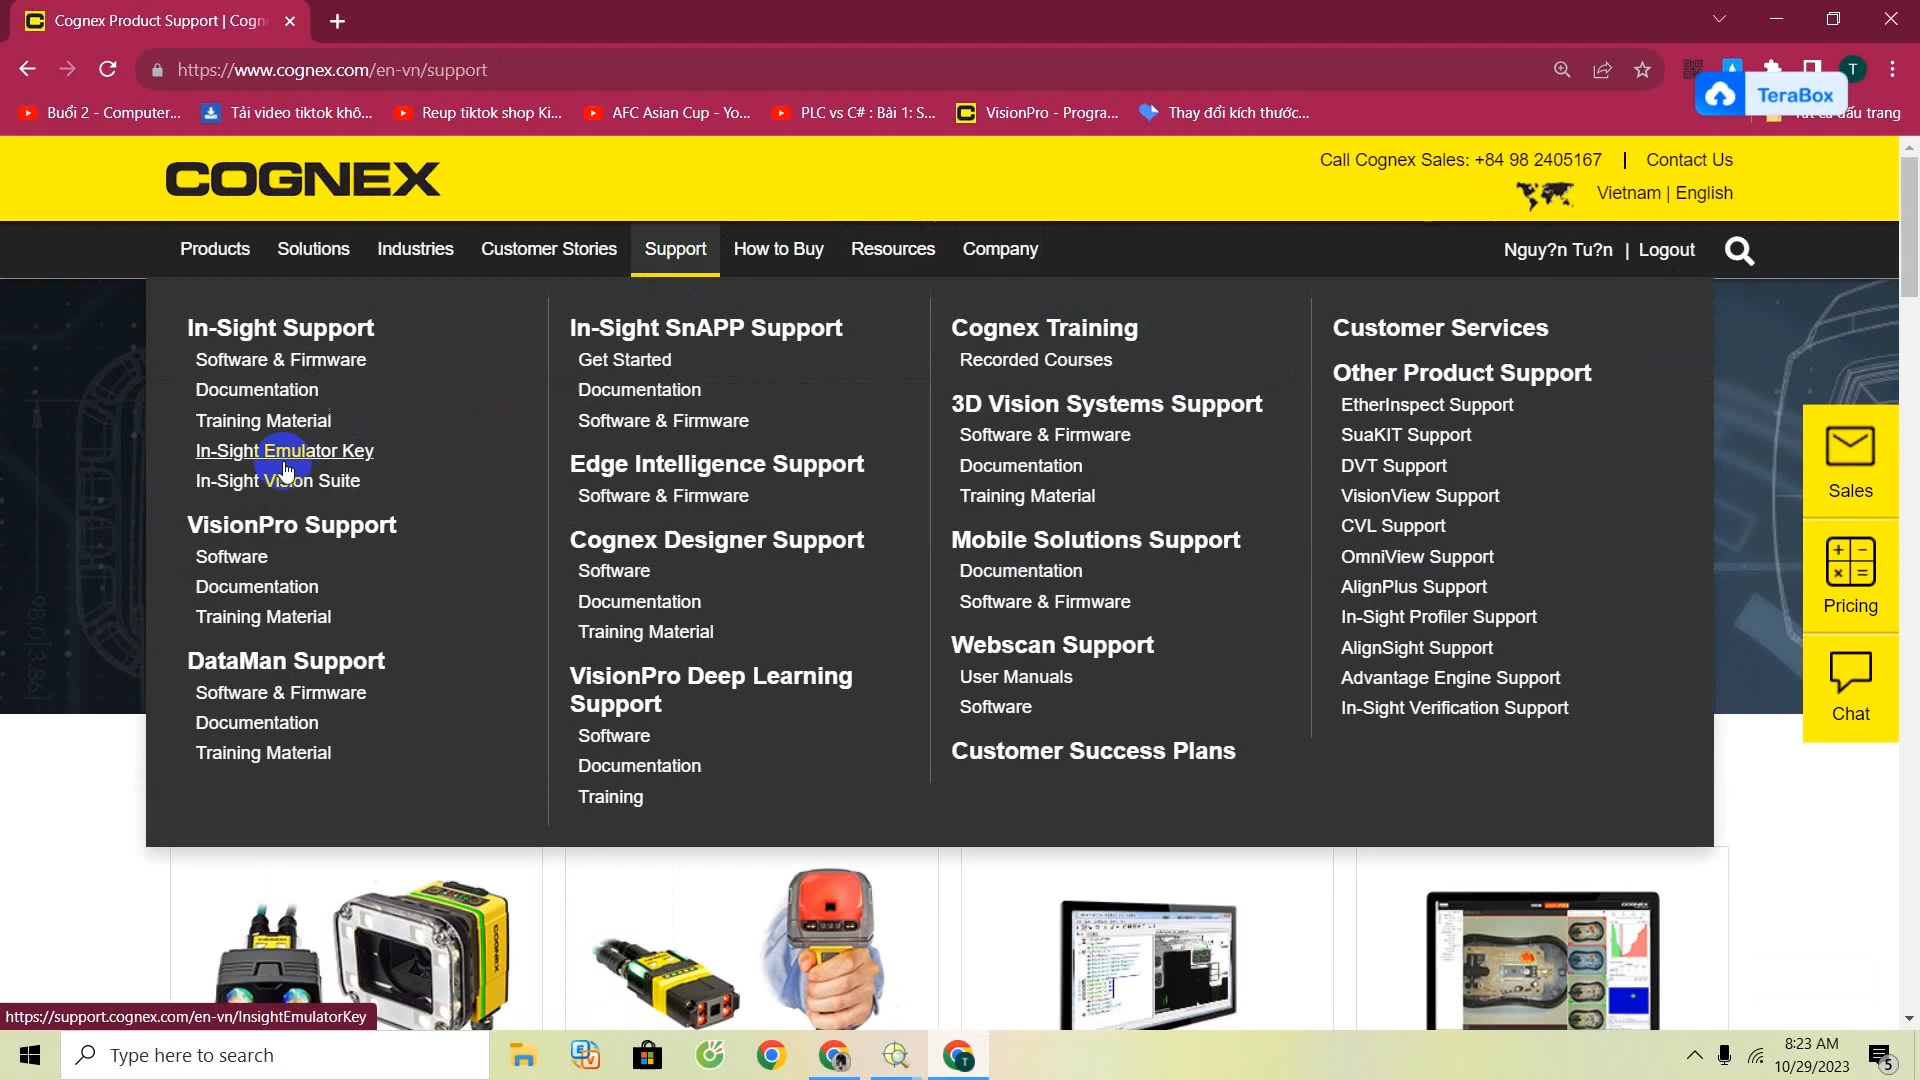 Cognex Product Support | Cogn
https://www.cognex.com/en-vn/support
T
TeraBox
Buổi 2 - Computer... Tải video tiktok khô... Reup tiktok shop Ki... AFC Asian Cup - Yo... PLC vs C# : Bài 1: S... VisionPro - Progra... Thay đổi kích thước... dấu trang
COGNEX
Call Cognex Sales: +84 98 2405167 | Contact Us
Vietnam | English
Products Solutions Industries Customer Stories Support How to Buy Resources Company
Nguy?n Tu?n | Logout
In-Sight Support
Software & Firmware
Documentation
Training Material
In-Sight Emulator Key
In-Sight Vision Suite
VisionPro Support
Software
Documentation
Training Material
DataMan Support
Software & Firmware
Documentation
Training Material
In-Sight SnAPP Support
Get Started
Documentation
Software & Firmware
Edge Intelligence Support
Software & Firmware
Cognex Designer Support
Software
Documentation
Training Material
VisionPro Deep Learning
Support
Software
Documentation
Training
Cognex Training
Recorded Courses
3D Vision Systems Support
Software & Firmware
Documentation
Training Material
Mobile Solutions Support
Documentation
Software & Firmware
Webscan Support
User Manuals
Software
Customer Success Plans
Customer Services
Other Product Support
EtherInspect Support
SuaKIT Support
DVT Support
VisionView Support
CVL Support
OmniView Support
AlignPlus Support
In-Sight Profiler Support
AlignSight Support
Advantage Engine Support
In-Sight Verification Support
Sales
Pricing
Chat
COGNEX
https://support.cognex.com/en-vn/InsightEmulatorKey
Type here to search
T
8:23 AM
10/29/2023
5